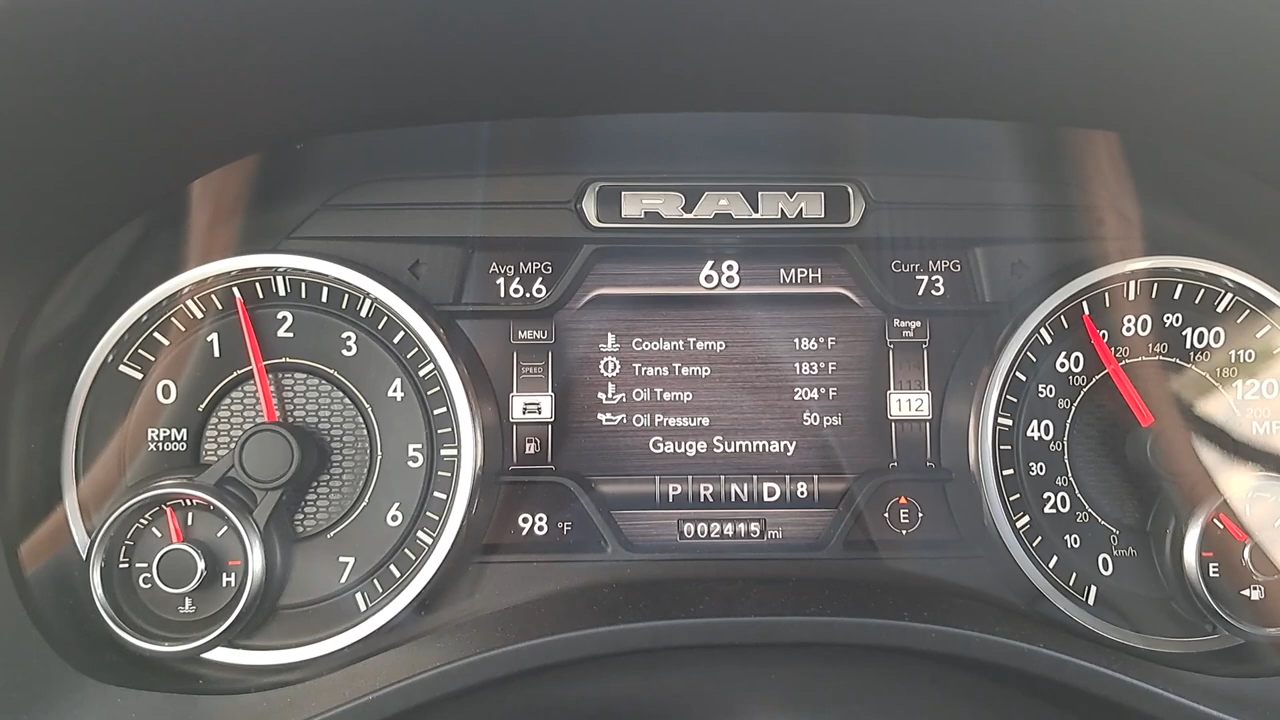 RAM
Avg MPG
16.6
68 MPH
Curr. MPG
73
MENU
SPEED
Coolant Temp 186°F
Trans Temp 183°F
Oil Temp 204°F
Oil Pressure 50 psi
Gauge Summary
Range
mi
113
112
P R N D 8
98 °F
002415 mi
E
0 1 2 3 4 5 6 7
RPM
X1000
C H
0 10 20 30 40 50 60 80 90 100 110 120
0 20 40 60 80 100 120 140 160 180 200
km/h
E